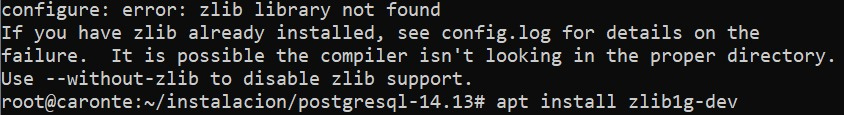 configure: error: zlib library not found
If you have zlib already installed, see config.log for details on the
failure.  It is possible the compiler isn't looking in the proper directory.
Use --without-zlib to disable zlib support.
root@caronte:~/instalacion/postgresql-14.13# apt install zlib1g-dev